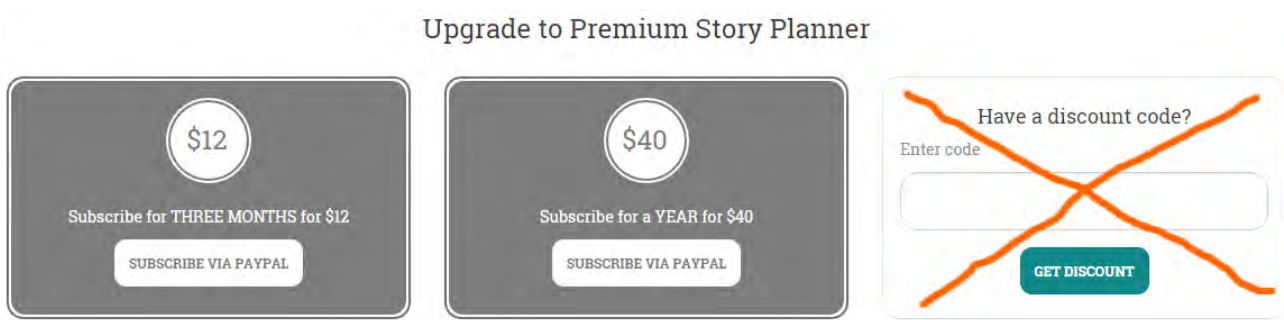 Upgrade to Premium Story Planner
$12
Subscribe for THREE MONTHS for $12
SUBSCRIBE VIA PAYPAL
$40
Subscribe for a YEAR for $40
SUBSCRIBE VIA PAYPAL
Have a discount code?
Enter code
GET DISCOUNT